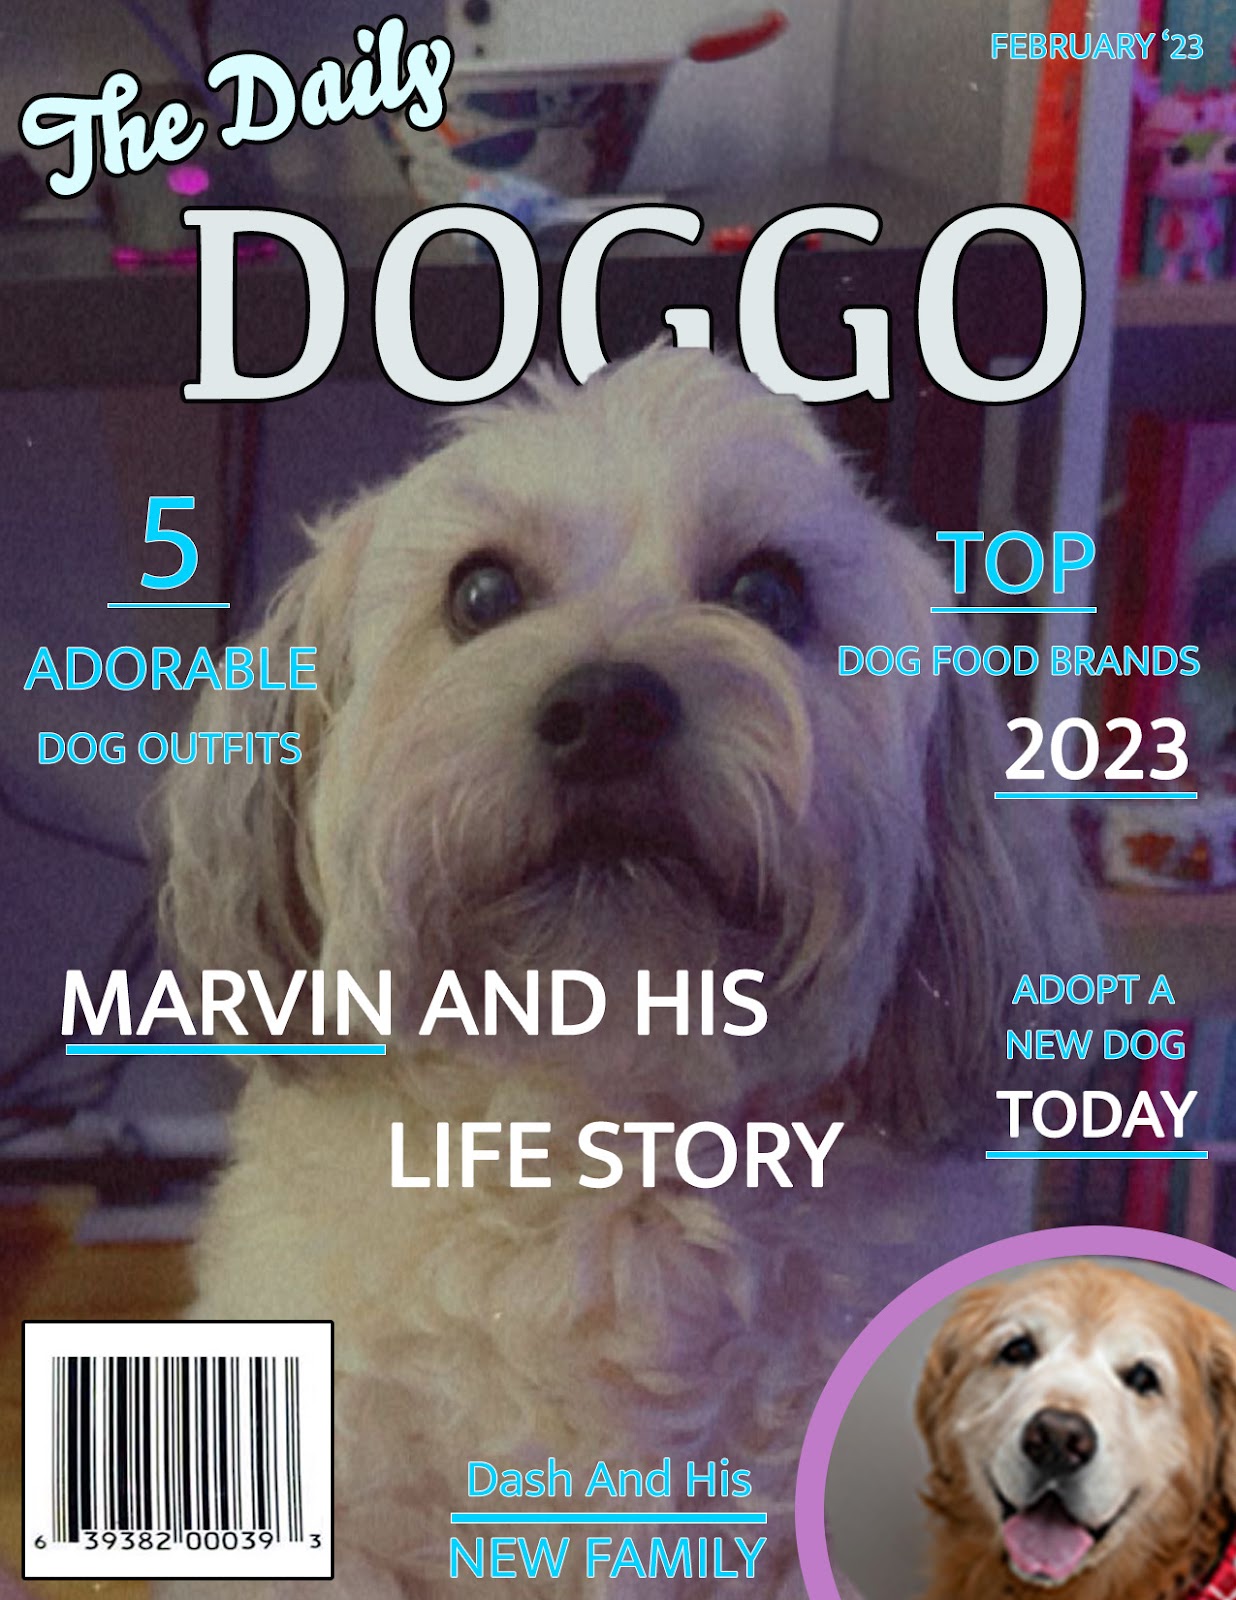 The Daily
FEBRUARY ‘23
DOGGO
5
ADORABLE
DOG OUTFITS
TOP
DOG FOOD BRANDS
2023
MARVIN AND HIS
LIFE STORY
ADOPT A
NEW DOG
TODAY
Dash And His
NEW FAMILY
6 39382 00039 3